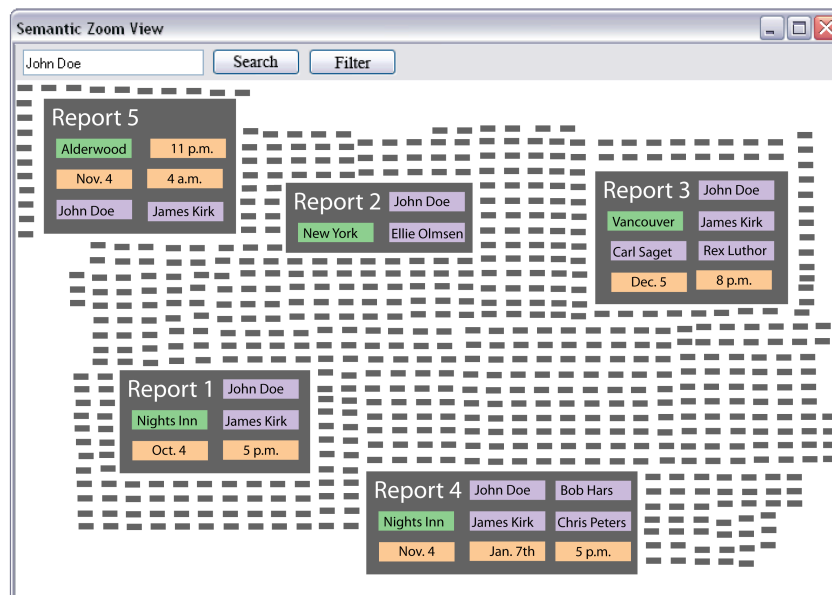 Semantic Zoom View
John Doe Search Filter
Report 5
Alderwood 11 p.m.
Nov. 4 4 a.m.
John Doe James Kirk
Report 2 John Doe
New York Ellie Olmsen
Report 3 John Doe
Vancouver James Kirk
Carl Saget Rex Luthor
Dec. 5 8 p.m.
Report 1 John Doe
Nights Inn James Kirk
Oct. 4 5 p.m.
Report 4 John Doe Bob Hars
Nights Inn James Kirk Chris Peters
Nov. 4 Jan. 7th 5 p.m.